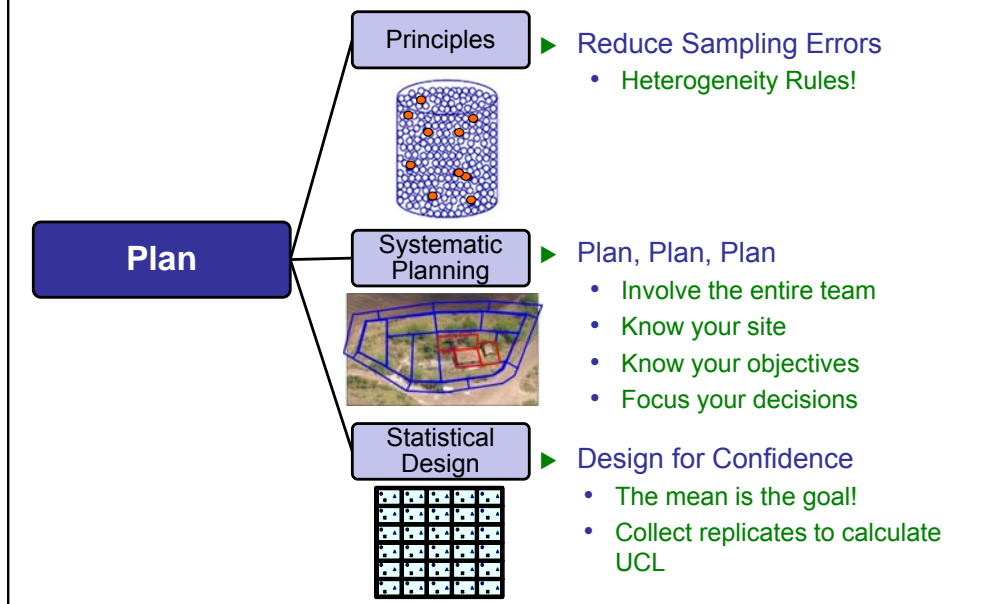 Principles
Reduce Sampling Errors
• Heterogeneity Rules!
Plan
Systematic
Planning
Plan, Plan, Plan
• Involve the entire team
• Know your site
• Know your objectives
• Focus your decisions
Statistical
Design
Design for Confidence
• The mean is the goal!
• Collect replicates to calculate
UCL